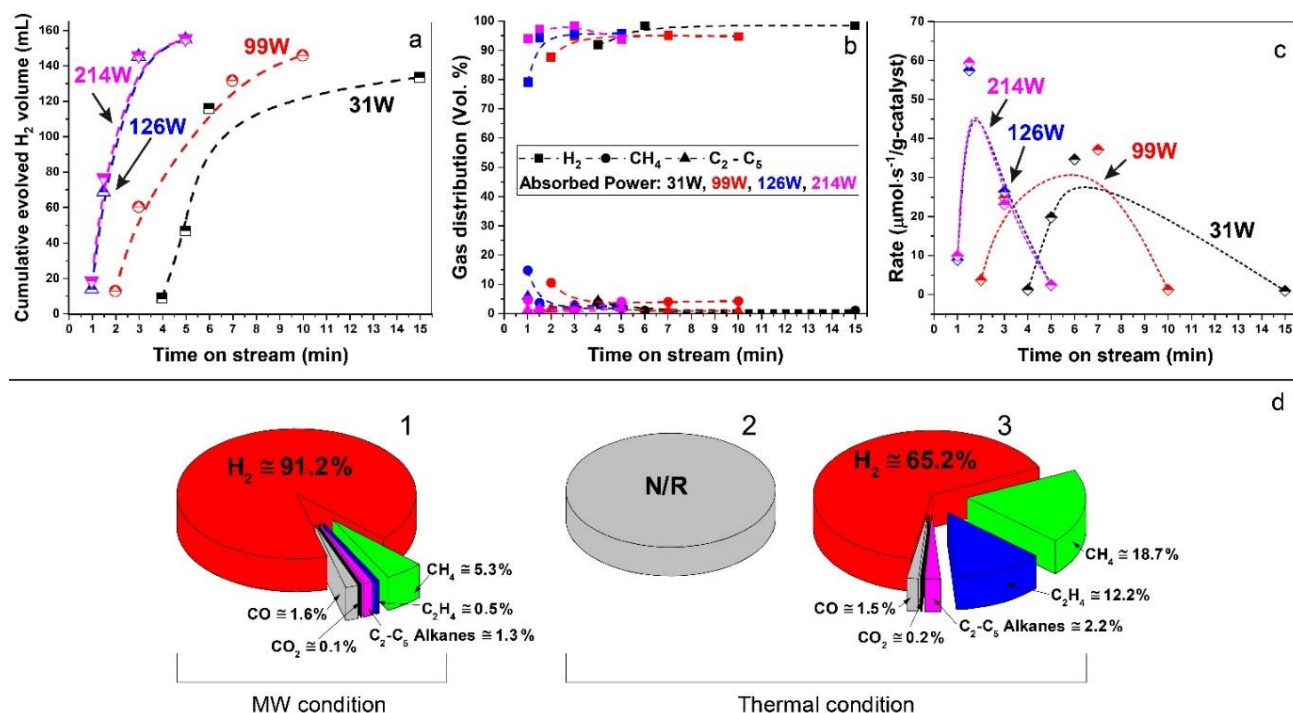 a
Cumulative evolved H₂ volume (mL)
160
140
120
100
80
60
40
20
0
99W
214W
126W
31W
0 1 2 3 4 5 6 7 8 9 10 11 12 13 14 15
Time on stream (min)
b
Gas distribution (Vol. %)
100
90
80
70
60
50
40
30
20
10
0
H₂ CH₄ C₂ - C₅
Absorbed Power: 31W, 99W, 126W, 214W
0 1 2 3 4 5 6 7 8 9 10 11 12 13 14 15
Time on stream (min)
c
Rate (μmol·s⁻¹/g-catalyst)
70
60
50
40
30
20
10
0
214W
126W
99W
31W
0 1 2 3 4 5 6 7 8 9 10 11 12 13 14 15
Time on stream (min)
d
1
H₂ ≅ 91.2%
CH₄ ≅ 5.3%
C₂H₄ ≅ 0.5%
C₂-C₅ Alkanes ≅ 1.3%
CO₂ ≅ 0.1%
CO ≅ 1.6%
MW condition
2
N/R
3
H₂ ≅ 65.2%
CH₄ ≅ 18.7%
C₂H₄ ≅ 12.2%
C₂-C₅ Alkanes ≅ 2.2%
CO₂ ≅ 0.2%
CO ≅ 1.5%
Thermal condition